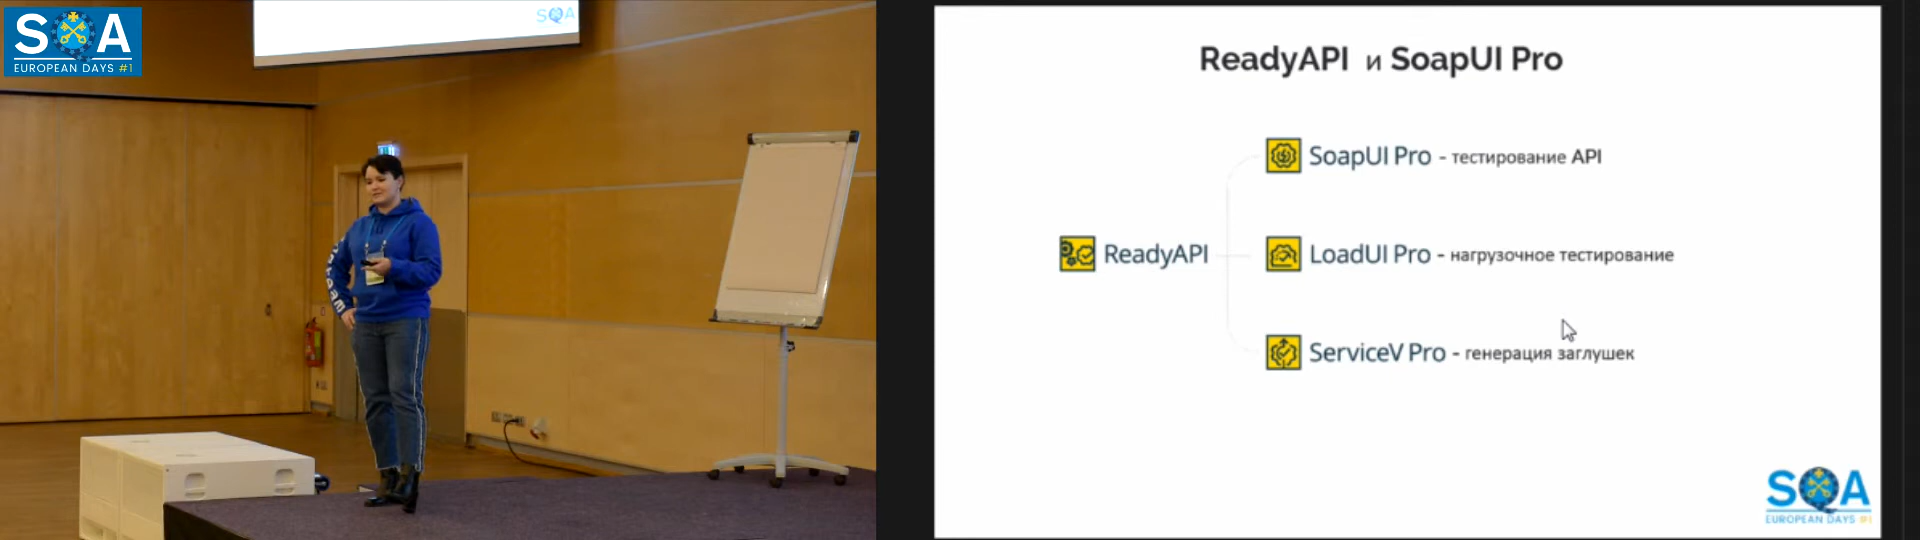 SQA
EUROPEAN DAYS #1
SQA
ReadyAPI и SoapUI Pro
SoapUI Pro - тестирование API
ReadyAPI
LoadUI Pro - нагрузочное тестирование
ServiceV Pro - генерация заглушек
SQA
EUROPEAN DAYS #1